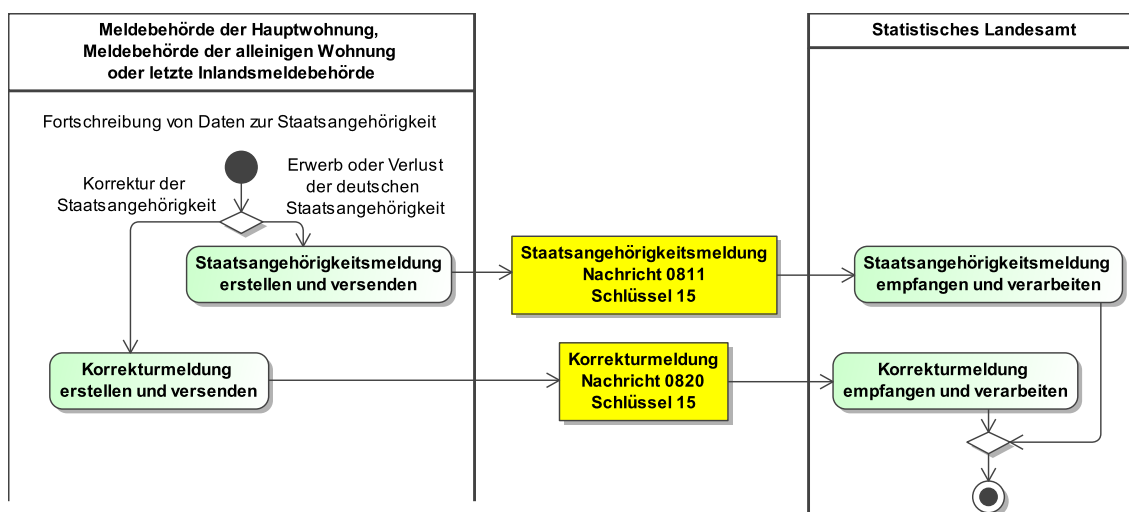 Meldebehörde der Hauptwohnung,
Meldebehörde der alleinigen Wohnung
oder letzte Inlandsmeldebehörde
Statistisches Landesamt
Fortschreibung von Daten zur Staatsangehörigkeit
Korrektur der
Staatsangehörigkeit
Erwerb oder Verlust
der deutschen
Staatsangehörigkeit
Staatsangehörigkeitsmeldung
erstellen und versenden
Staatsangehörigkeitsmeldung
Nachricht 0811
Schlüssel 15
Staatsangehörigkeitsmeldung
empfangen und verarbeiten
Korrekturmeldung
erstellen und versenden
Korrekturmeldung
Nachricht 0820
Schlüssel 15
Korrekturmeldung
empfangen und verarbeiten